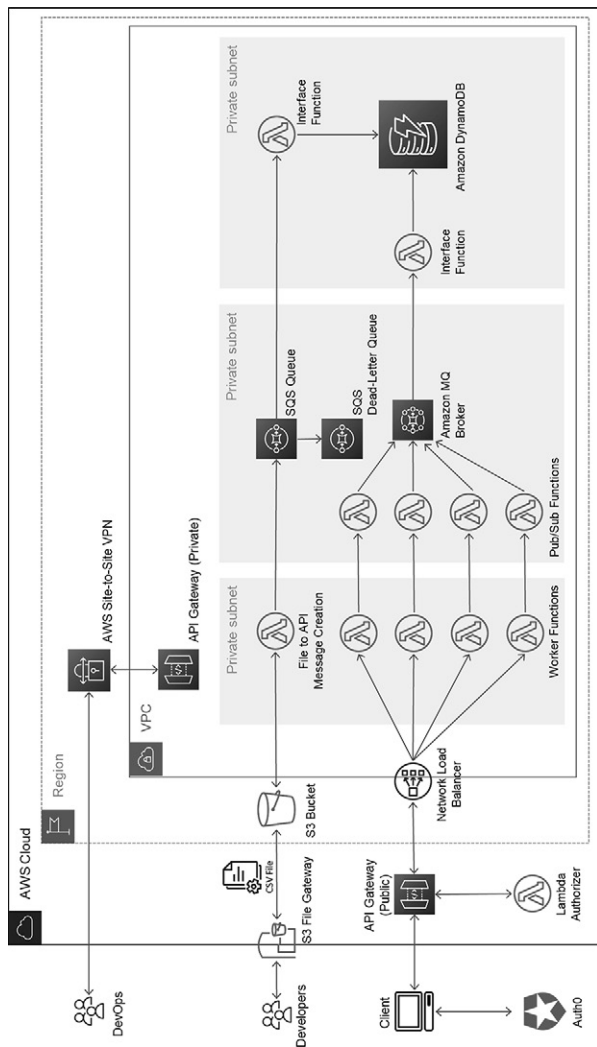 AWS Cloud
Region
VPC
DevOps
AWS Site-to-Site VPN
API Gateway (Private)
Private subnet
Private subnet
Private subnet
Developers
S3 File Gateway
CSV File
S3 Bucket
File to API
Message Creation
SQS Queue
SQS
Dead-Letter Queue
Interface
Function
Client
Auth0
API Gateway
(Public)
Lambda
Authorizer
Network Load
Balancer
Worker Functions
Pub/Sub Functions
Amazon MQ
Broker
Interface
Function
Amazon DynamoDB